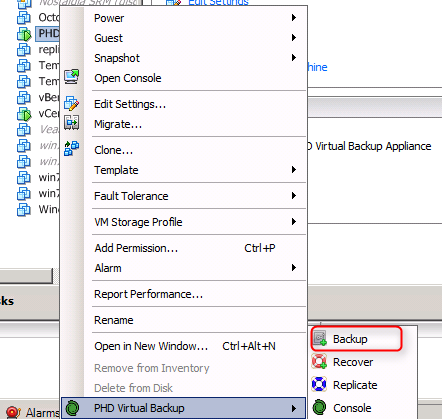 Nostalgia SRM (disc
Edit Settings
Octo
PHD
repli
Tem
Tem
vBer
vCer
Vea
win
win
win7
win7
Wind
Power
Guest
Snapshot
Open Console
Edit Settings...
Migrate...
Clone...
Template
Fault Tolerance
VM Storage Profile
Add Permission... Ctrl+P
Alarm
Report Performance...
Rename
Open in New Window... Ctrl+Alt+N
Remove from Inventory
Delete from Disk
PHD Virtual Backup
hine
D Virtual Backup Appliance
sks
Backup
Recover
Replicate
Console
Alarms